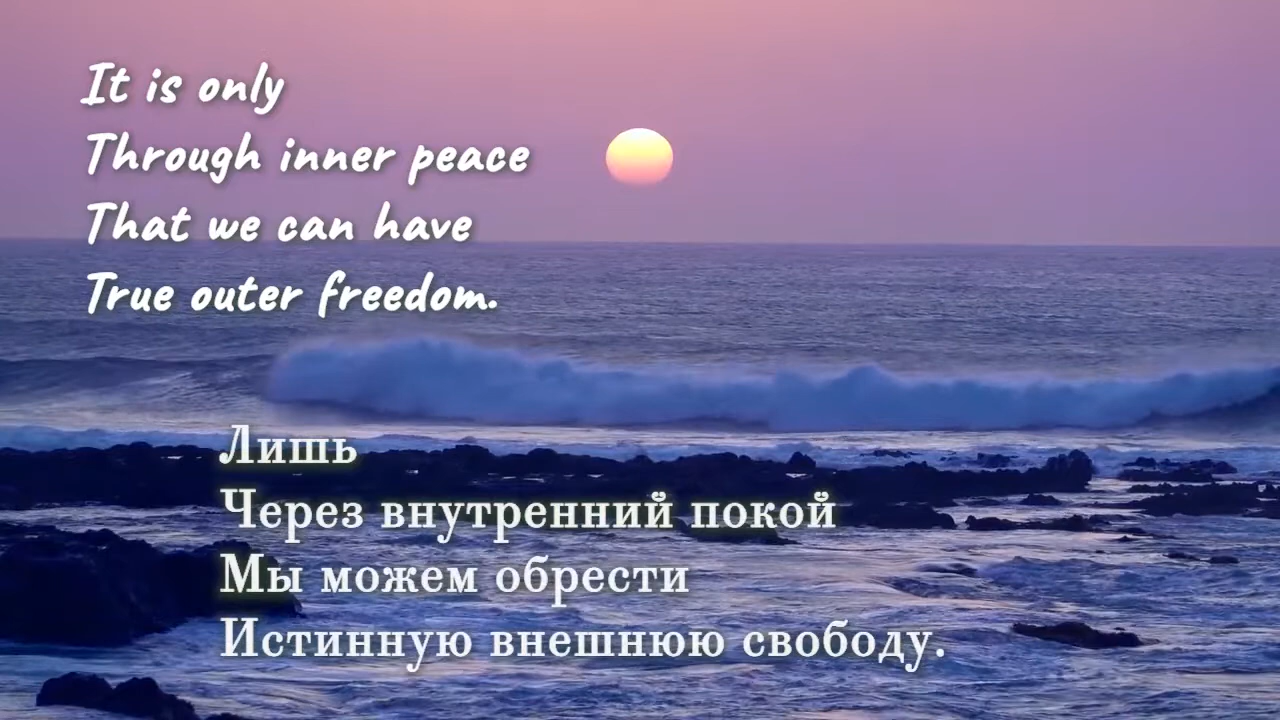 It is only
Through inner peace
That we can have
True outer freedom.
Лишь
Через внутренний покой
Мы можем обрести
Истинную внешнюю свободу.